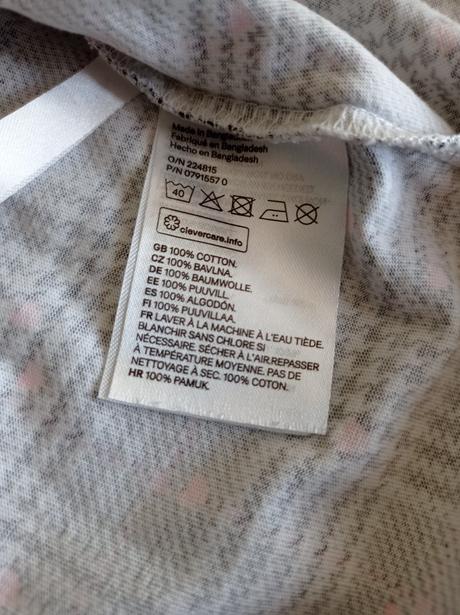 Made in Bangladesh
Fabriqué en Bangladesh
Hecho en Bangladesh
O/N 224815
P/N 0791557 0
40
clevercare.info
GB 100% COTTON.
CZ 100% BAVLNA.
DE 100% BAUMWOLLE.
EE 100% PUUVILL.
ES 100% ALGODÓN.
FI 100% PUUVILLAA.
FR LAVER À LA MACHINE À L'EAU TIÈDE.
BLANCHIR SANS CHLORE SI
NÉCESSAIRE. SÉCHER À L'AIR.REPASSER
À TEMPÉRATURE MOYENNE. PAS DE
NETTOYAGE À SEC. 100% COTON.
HR 100% PAMUK.